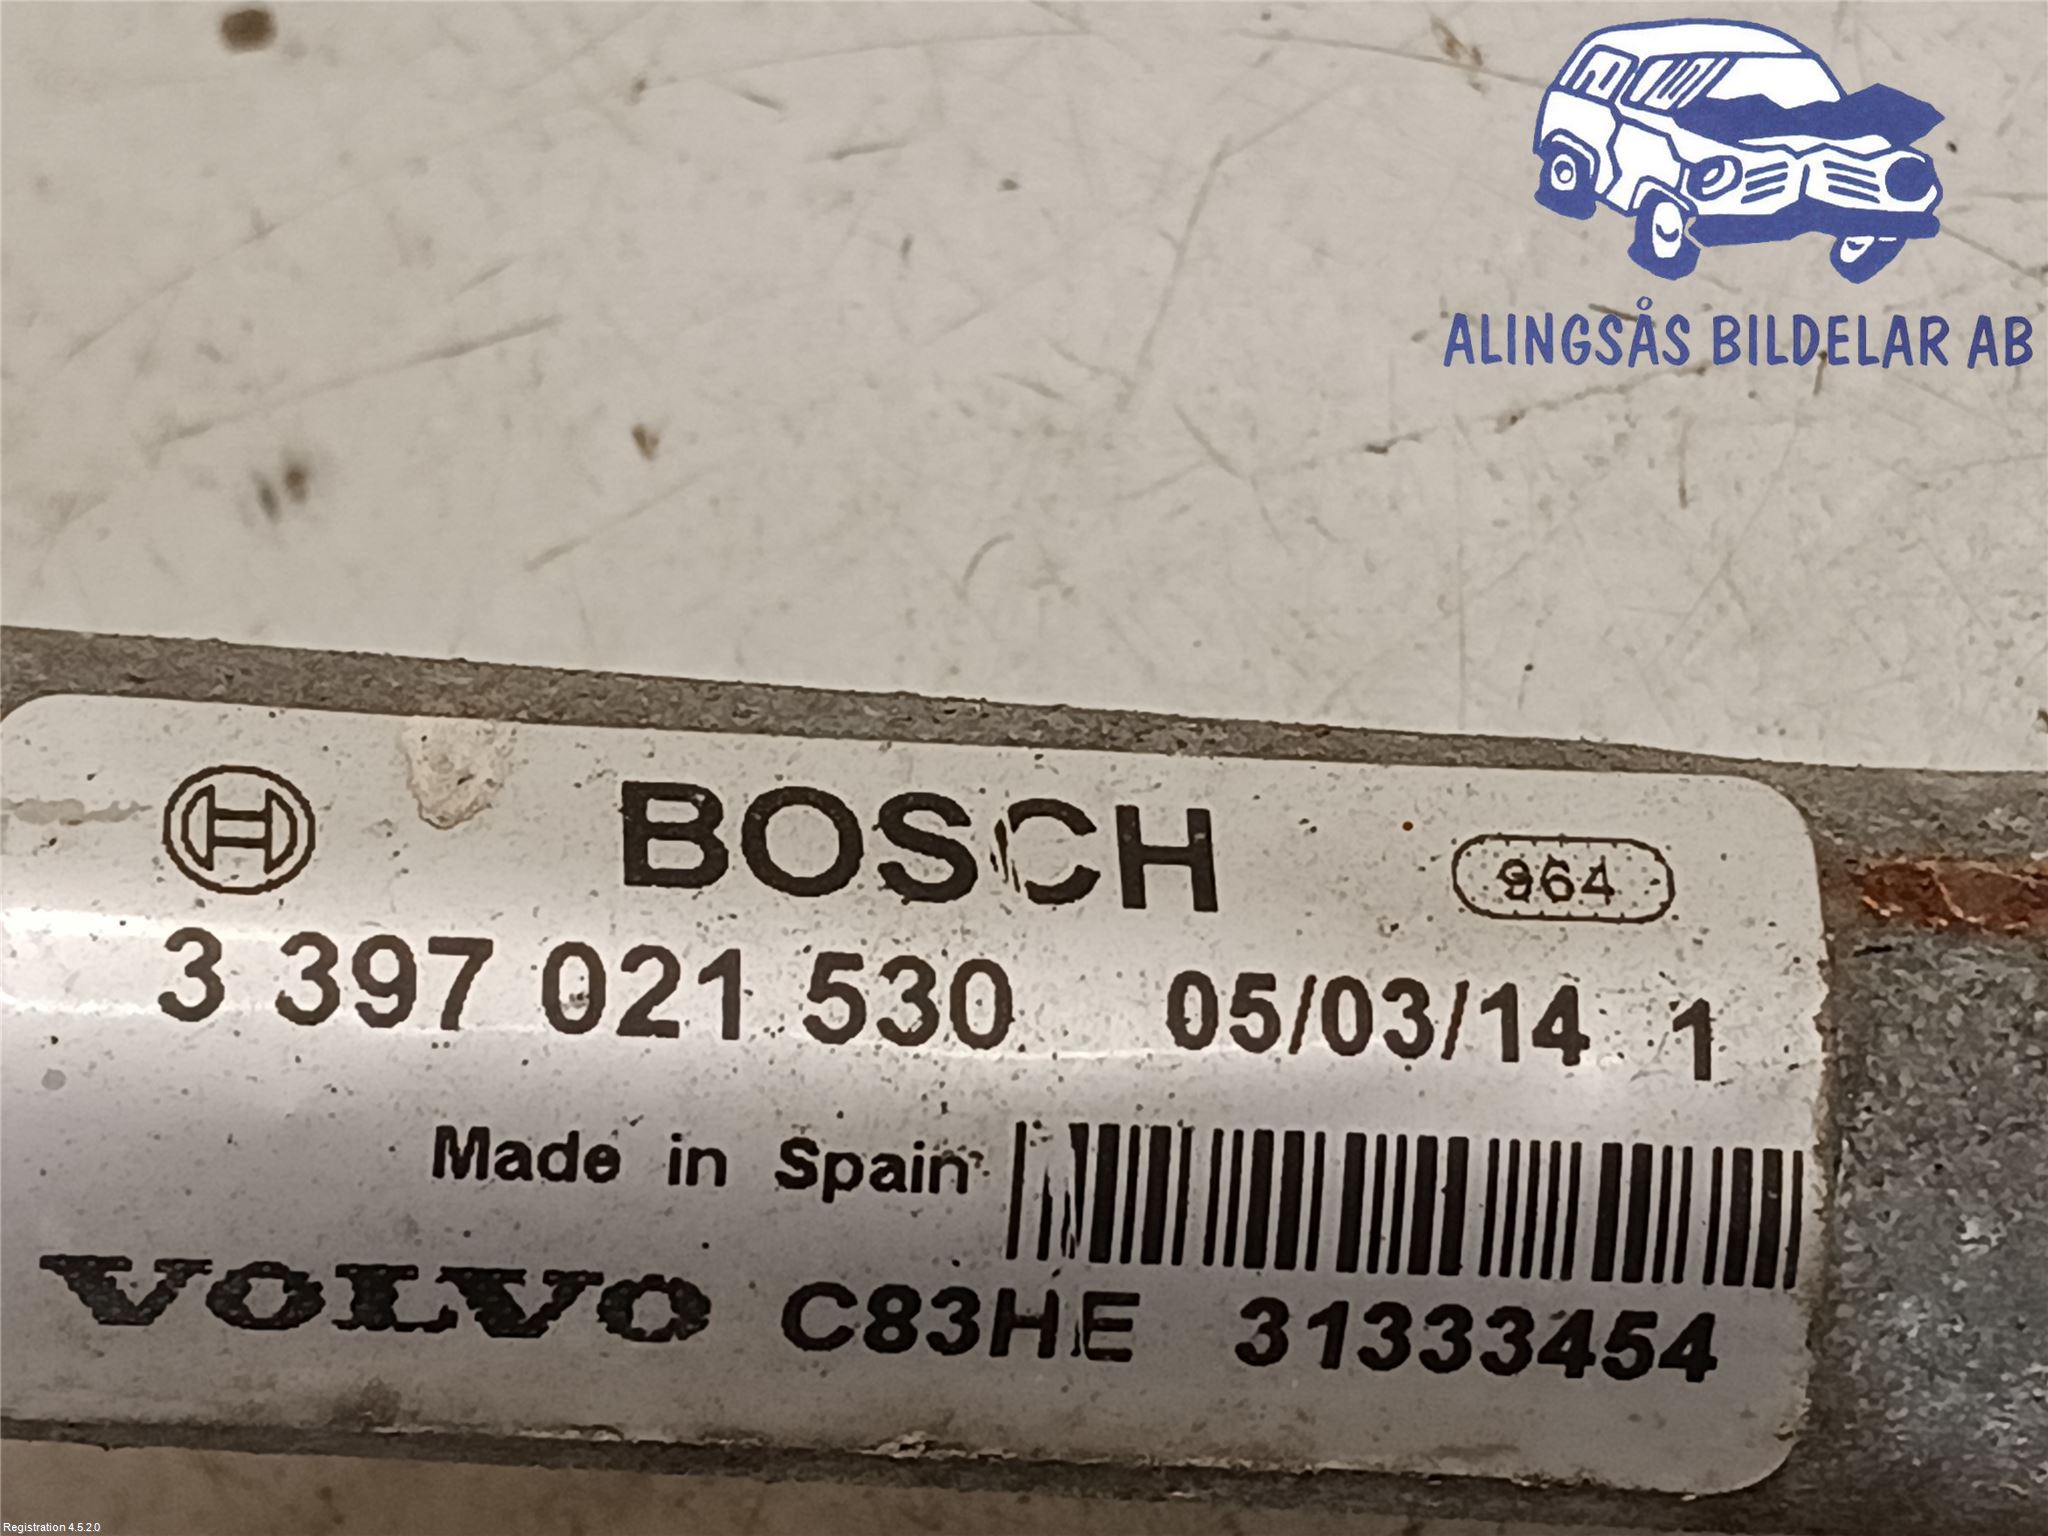 ALINGSÅS BILDELAR AB
BOSCH 964
3 397 021 530 05/03/14 1
Made in Spain
VOLVO C83HE 31333454
Registration 4.5.2.0